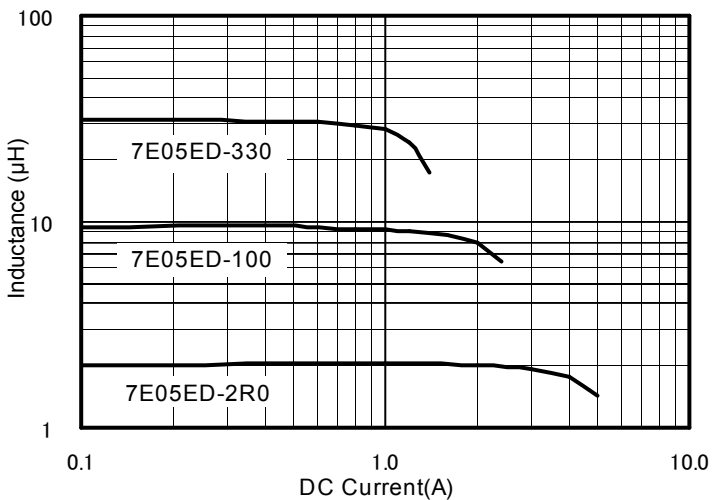 100
7E05ED-330
10
7E05ED-100
7E05ED-2R0
1
0.1
1.0
10.0
DC Current(A)
Inductance (µH)